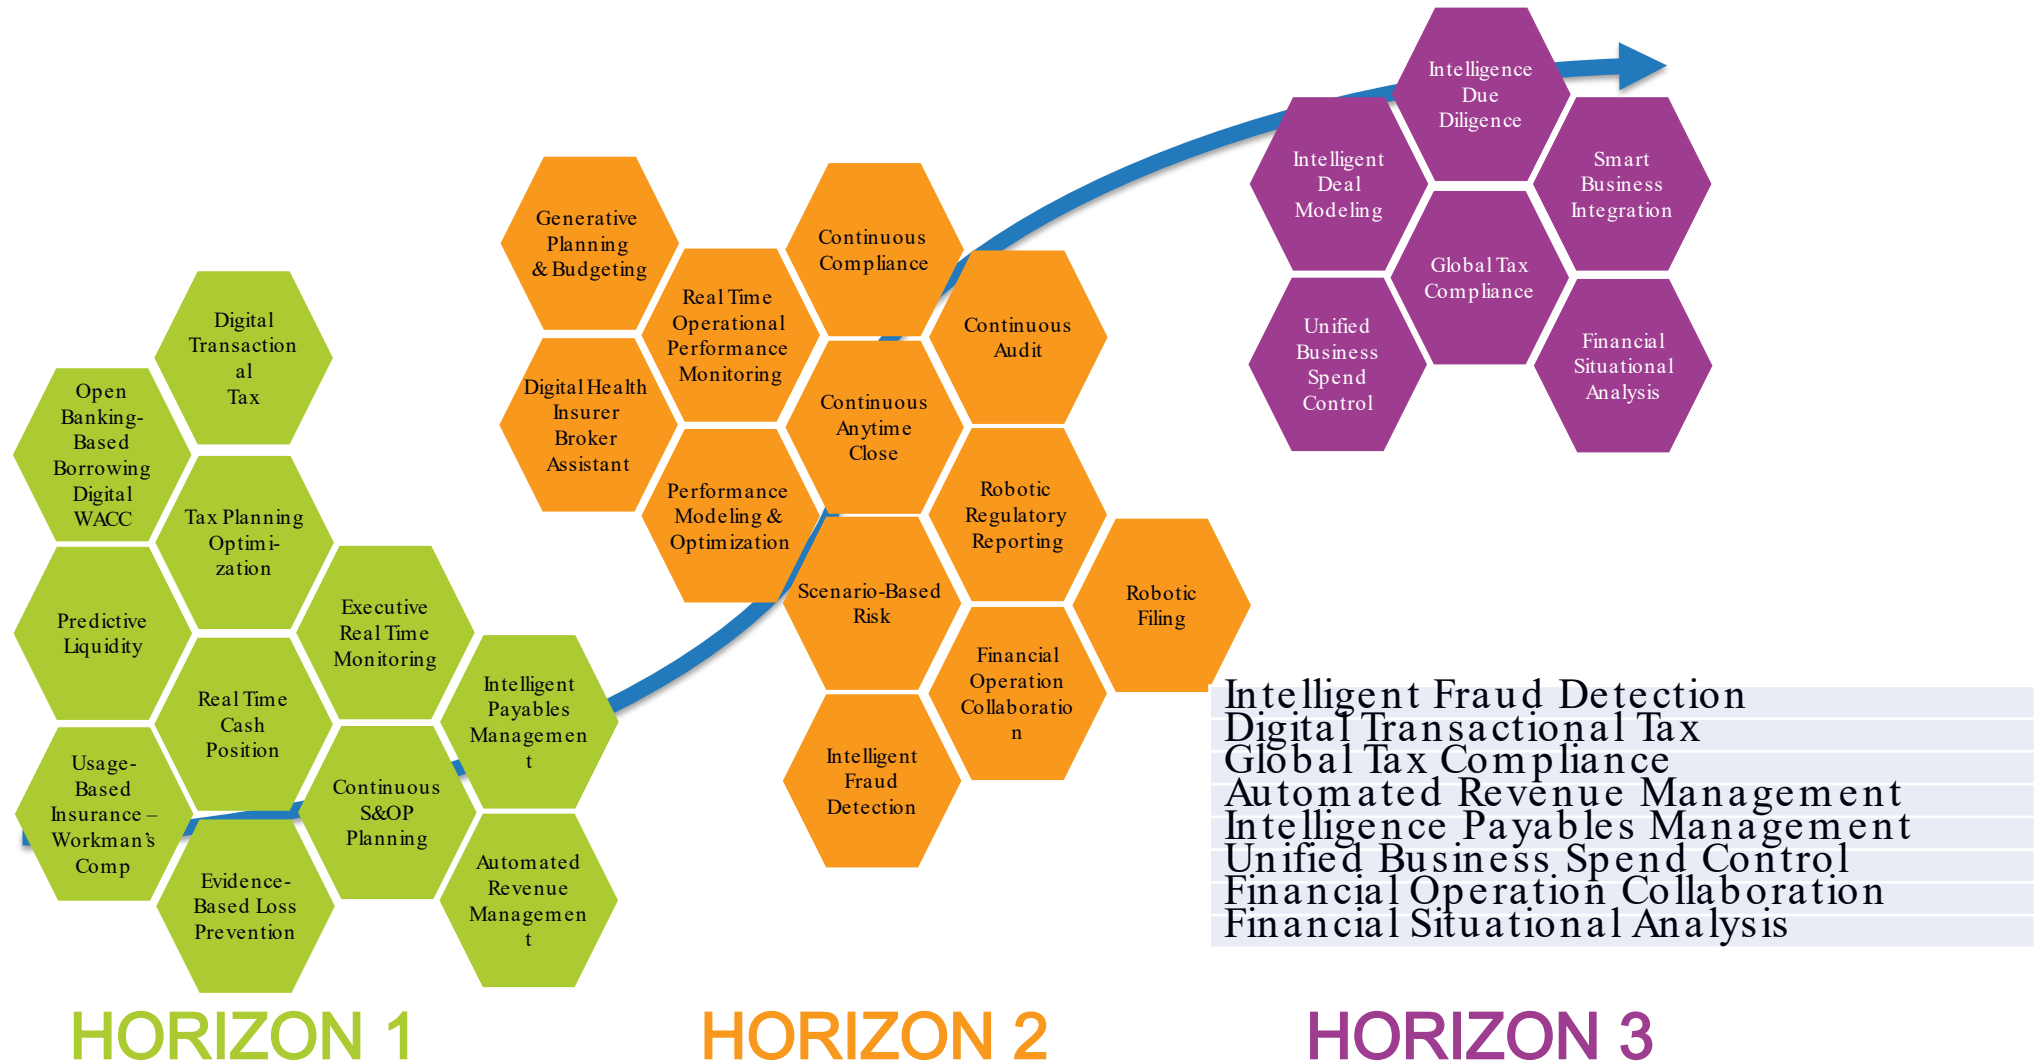 Digital
Transaction
al
Tax
Open
Banking-
Based
Borrowing
Digital
WACC
Tax Planning
Optimi-
zation
Predictive
Liquidity
Executive
Real Time
Monitoring
Real Time
Cash
Position
Intelligent
Payables
Managemen
t
Usage-
Based
Insurance –
Workman’s
Comp
Continuous
S&OP
Planning
Evidence-
Based Loss
Prevention
Automated
Revenue
Managemen
t
Generative
Planning
& Budgeting
Continuous
Compliance
Real Time
Operational
Performance
Monitoring
Continuous
Audit
Digital Health
Insurer
Broker
Assistant
Continuous
Anytime
Close
Performance
Modeling &
Optimization
Robotic
Regulatory
Reporting
Scenario-Based
Risk
Robotic
Filing
Financial
Operation
Collaboratio
n
Intelligent
Fraud
Detection
Intelligence
Due
Diligence
Intelligent
Deal
Modeling
Smart
Business
Integration
Global Tax
Compliance
Unified
Business
Spend
Control
Financial
Situational
Analysis
Intelligent Fraud Detection
Digital Transactional Tax
Global Tax Compliance
Automated Revenue Management
Intelligence Payables Management
Unified Business Spend Control
Financial Operation Collaboration
Financial Situational Analysis
HORIZON 1
HORIZON 2
HORIZON 3